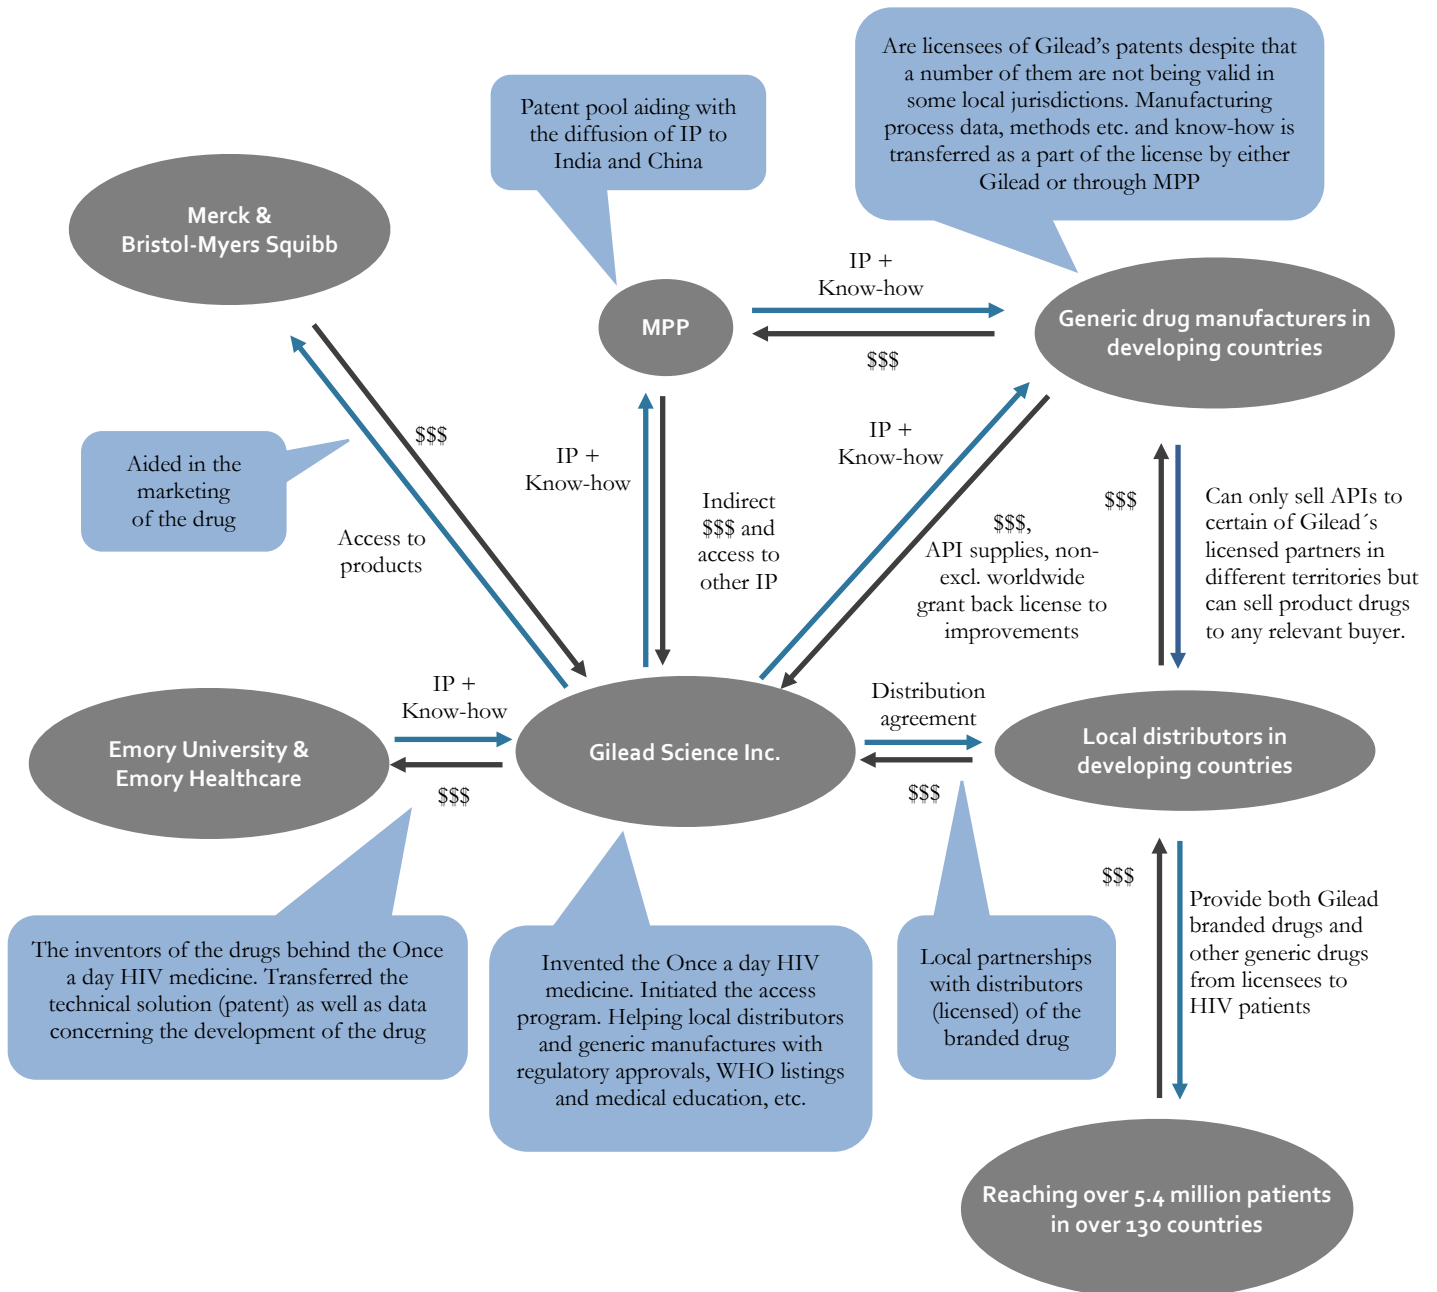 Are licensees of Gilead’s patents despite that
a number of them are not being valid in
some local jurisdictions. Manufacturing
process data, methods etc. and know-how is
transferred as a part of the license by either
Gilead or through MPP
Patent pool aiding with
the diffusion of IP to
India and China
Merck &
Bristol-Myers Squibb
MPP
IP +
Know-how
$$$
Generic drug manufacturers in
developing countries
Aided in the
marketing
of the drug
$$$
Access to
products
IP +
Know-how
Indirect
$$$ and
access to
other IP
IP +
Know-how
$$$,
API supplies, non-
excl. worldwide
grant back license to
improvements
$$$
Can only sell APIs to
certain of Gilead´s
licensed partners in
different territories but
can sell product drugs
to any relevant buyer.
Emory University &
Emory Healthcare
IP +
Know-how
$$$
Gilead Science Inc.
Distribution
agreement
$$$
Local distributors in
developing countries
The inventors of the drugs behind the Once
a day HIV medicine. Transferred the
technical solution (patent) as well as data
concerning the development of the drug
Invented the Once a day HIV
medicine. Initiated the access
program. Helping local distributors
and generic manufactures with
regulatory approvals, WHO listings
and medical education, etc.
Local partnerships
with distributors
(licensed) of the
branded drug
$$$
Provide both Gilead
branded drugs and
other generic drugs
from licensees to
HIV patients
Reaching over 5.4 million patients
in over 130 countries